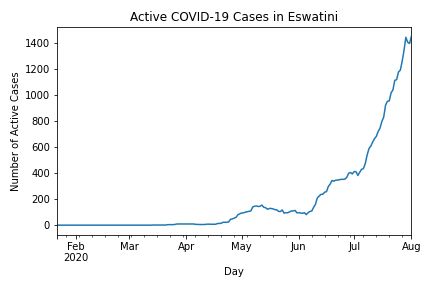 Active COVID-19 Cases in Eswatini
Number of Active Cases
1400
1200
1000
800
600
400
200
0
Feb Mar Apr May Jun Jul Aug
2020
Day